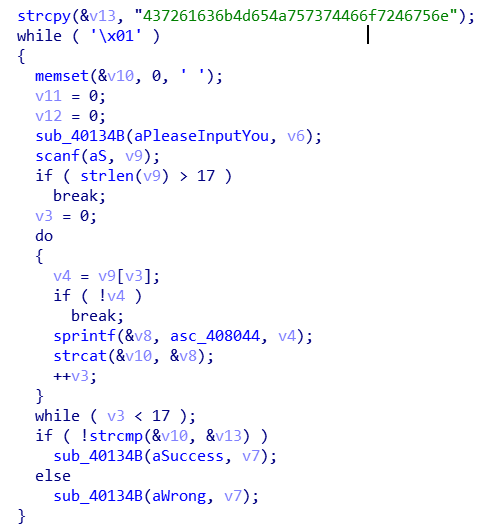 strcpy(&v13, "437261636b4d654a757374466f7246756e");
while ( '\x01' )
{
memset(&v10, 0, ' ');
v11 = 0;
v12 = 0;
sub_40134B(aPleaseInputYou, v6);
scanf(aS, v9);
if ( strlen(v9) > 17 )
break;
v3 = 0;
do
{
v4 = v9[v3];
if ( !v4 )
break;
sprintf(&v8, asc_408044, v4);
strcat(&v10, &v8);
++v3;
}
while ( v3 < 17 );
if ( !strcmp(&v10, &v13) )
sub_40134B(aSuccess, v7);
else
sub_40134B(aWrong, v7);
}